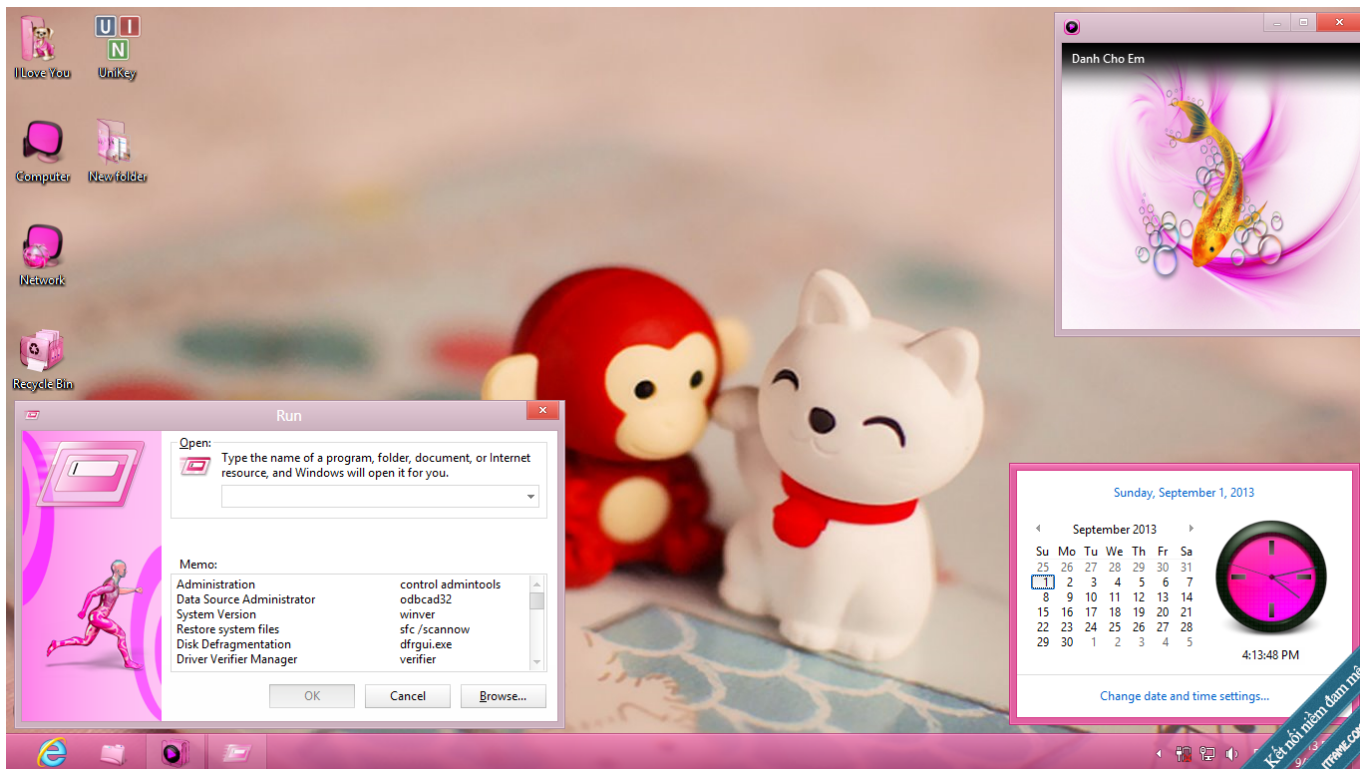 I Love You
U I
N
UniKey
Computer
New folder
Network
Recycle Bin
Danh Cho Em
Run
Open:
Type the name of a program, folder, document, or Internet
resource, and Windows will open it for you.
Memo:
Administration control admintools
Data Source Administrator odbcad32
System Version winver
Restore system files sfc /scannow
Disk Defragmentation dfrgui.exe
Driver Verifier Manager verifier
OK Cancel Browse...
Sunday, September 1, 2013
September 2013
Su Mo Tu We Th Fr Sa
25 26 27 28 29 30 31
1 2 3 4 5 6 7
8 9 10 11 12 13 14
15 16 17 18 19 20 21
22 23 24 25 26 27 28
29 30 1 2 3 4 5
4:13:48 PM
Change date and time settings...
Kết nối niềm đam mê
ITFAME.COM